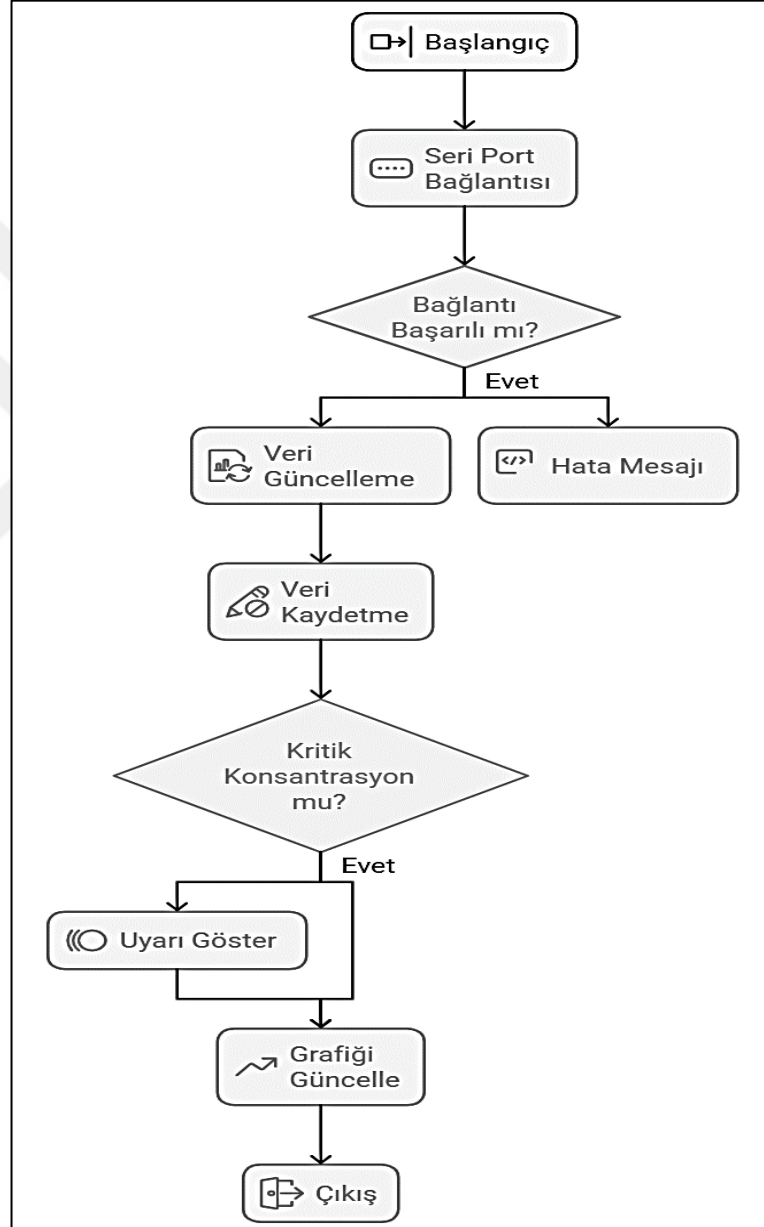 Başlangıç
Seri Port
Bağlantısı
Bağlantı
Başarılı mı?
Evet
Veri
Güncelleme
Hata Mesajı
Veri
Kaydetme
Kritik
Konsantrasyon
mu?
Evet
Uyarı Göster
Grafiği
Güncelle
Çıkış